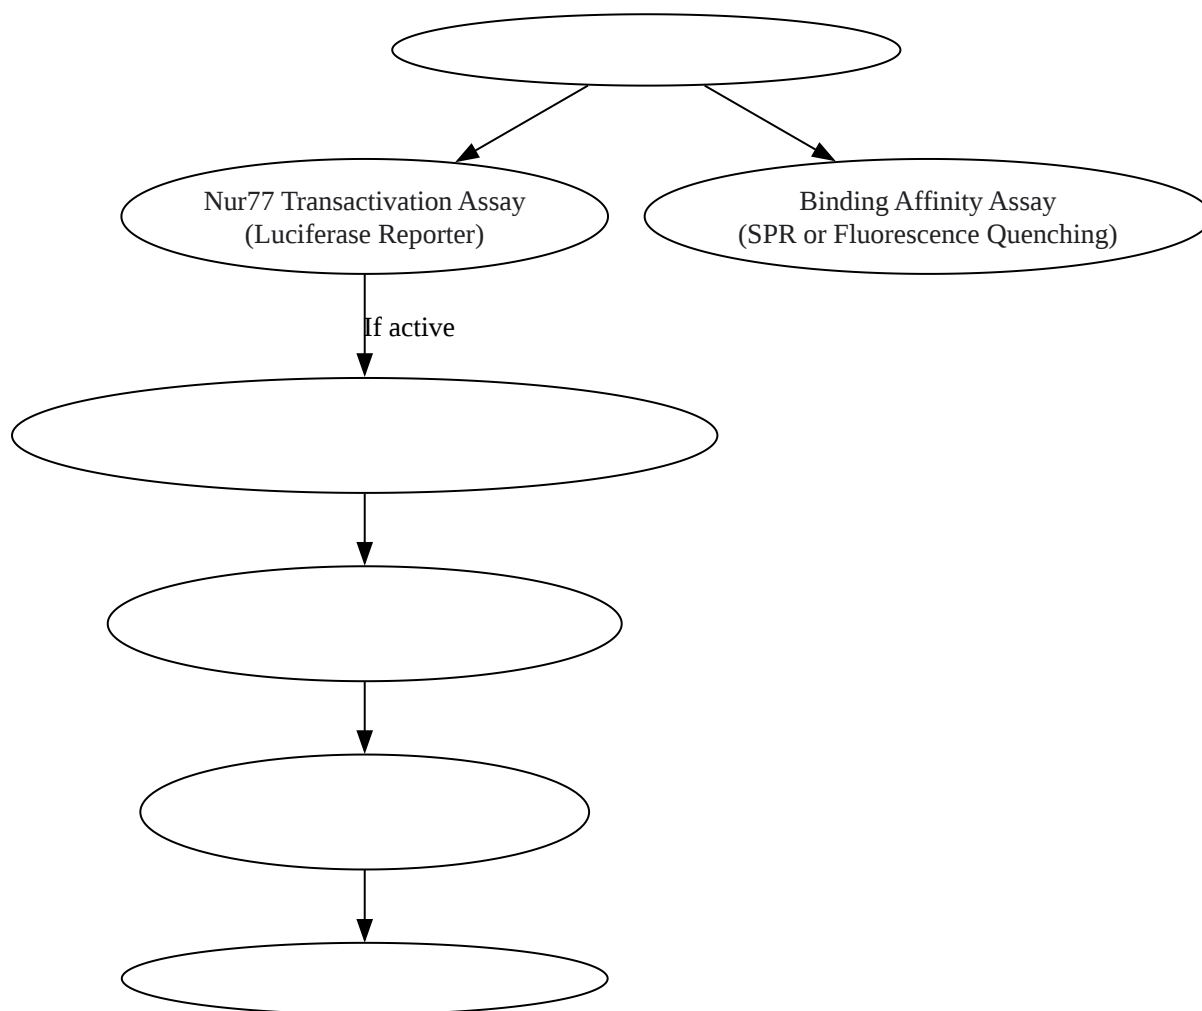 Nur77 Transactivation Assay
(Luciferase Reporter)
Binding Affinity Assay
(SPR or Fluorescence Quenching)
If active